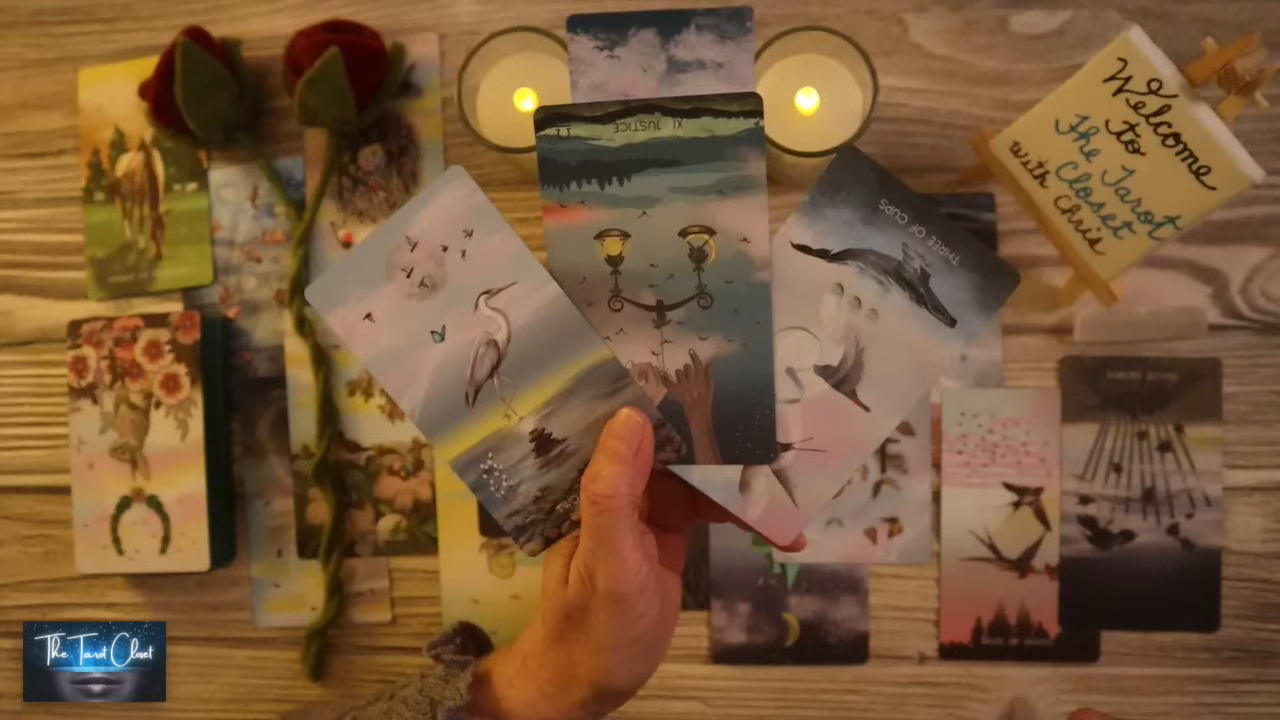 XI JUSTICE
THREE OF CUPS
Welcome
to
The Tarot
Closet
with Chris
The Tarot Closet